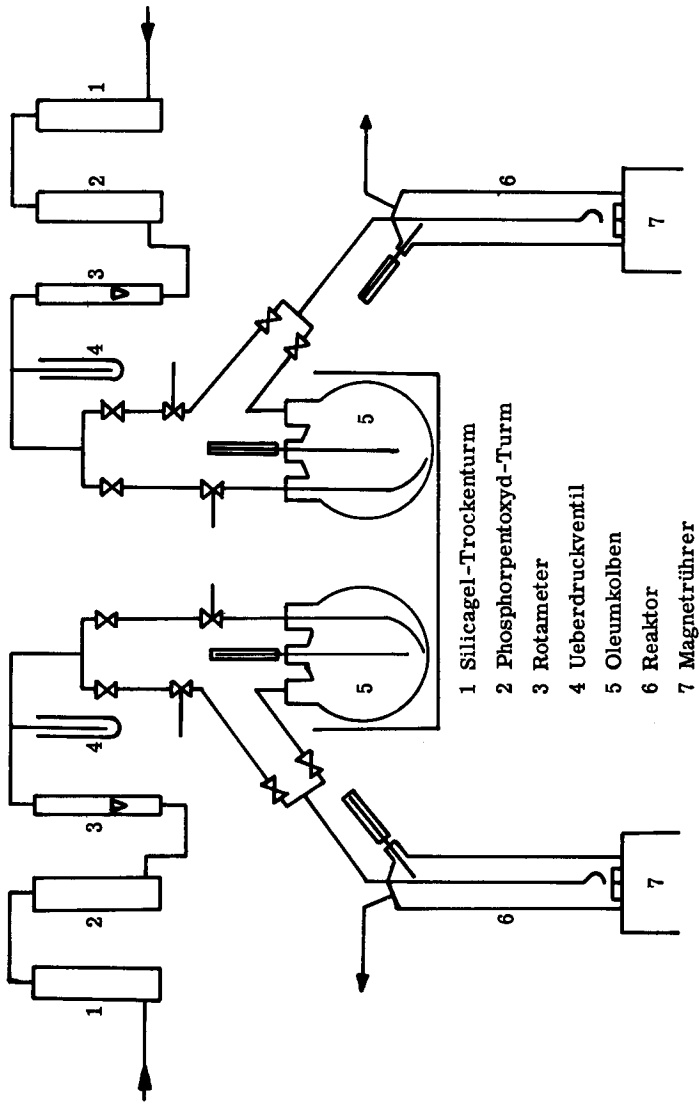 1
2
3
4
4
3
2
1
5
5
6
6
7
7
1 Silicagel-Trockenturm
2 Phosphorpentoxyd-Turm
3 Rotameter
4 Ueberdruckventil
5 Oleumkolben
6 Reaktor
7 Magnetrührer